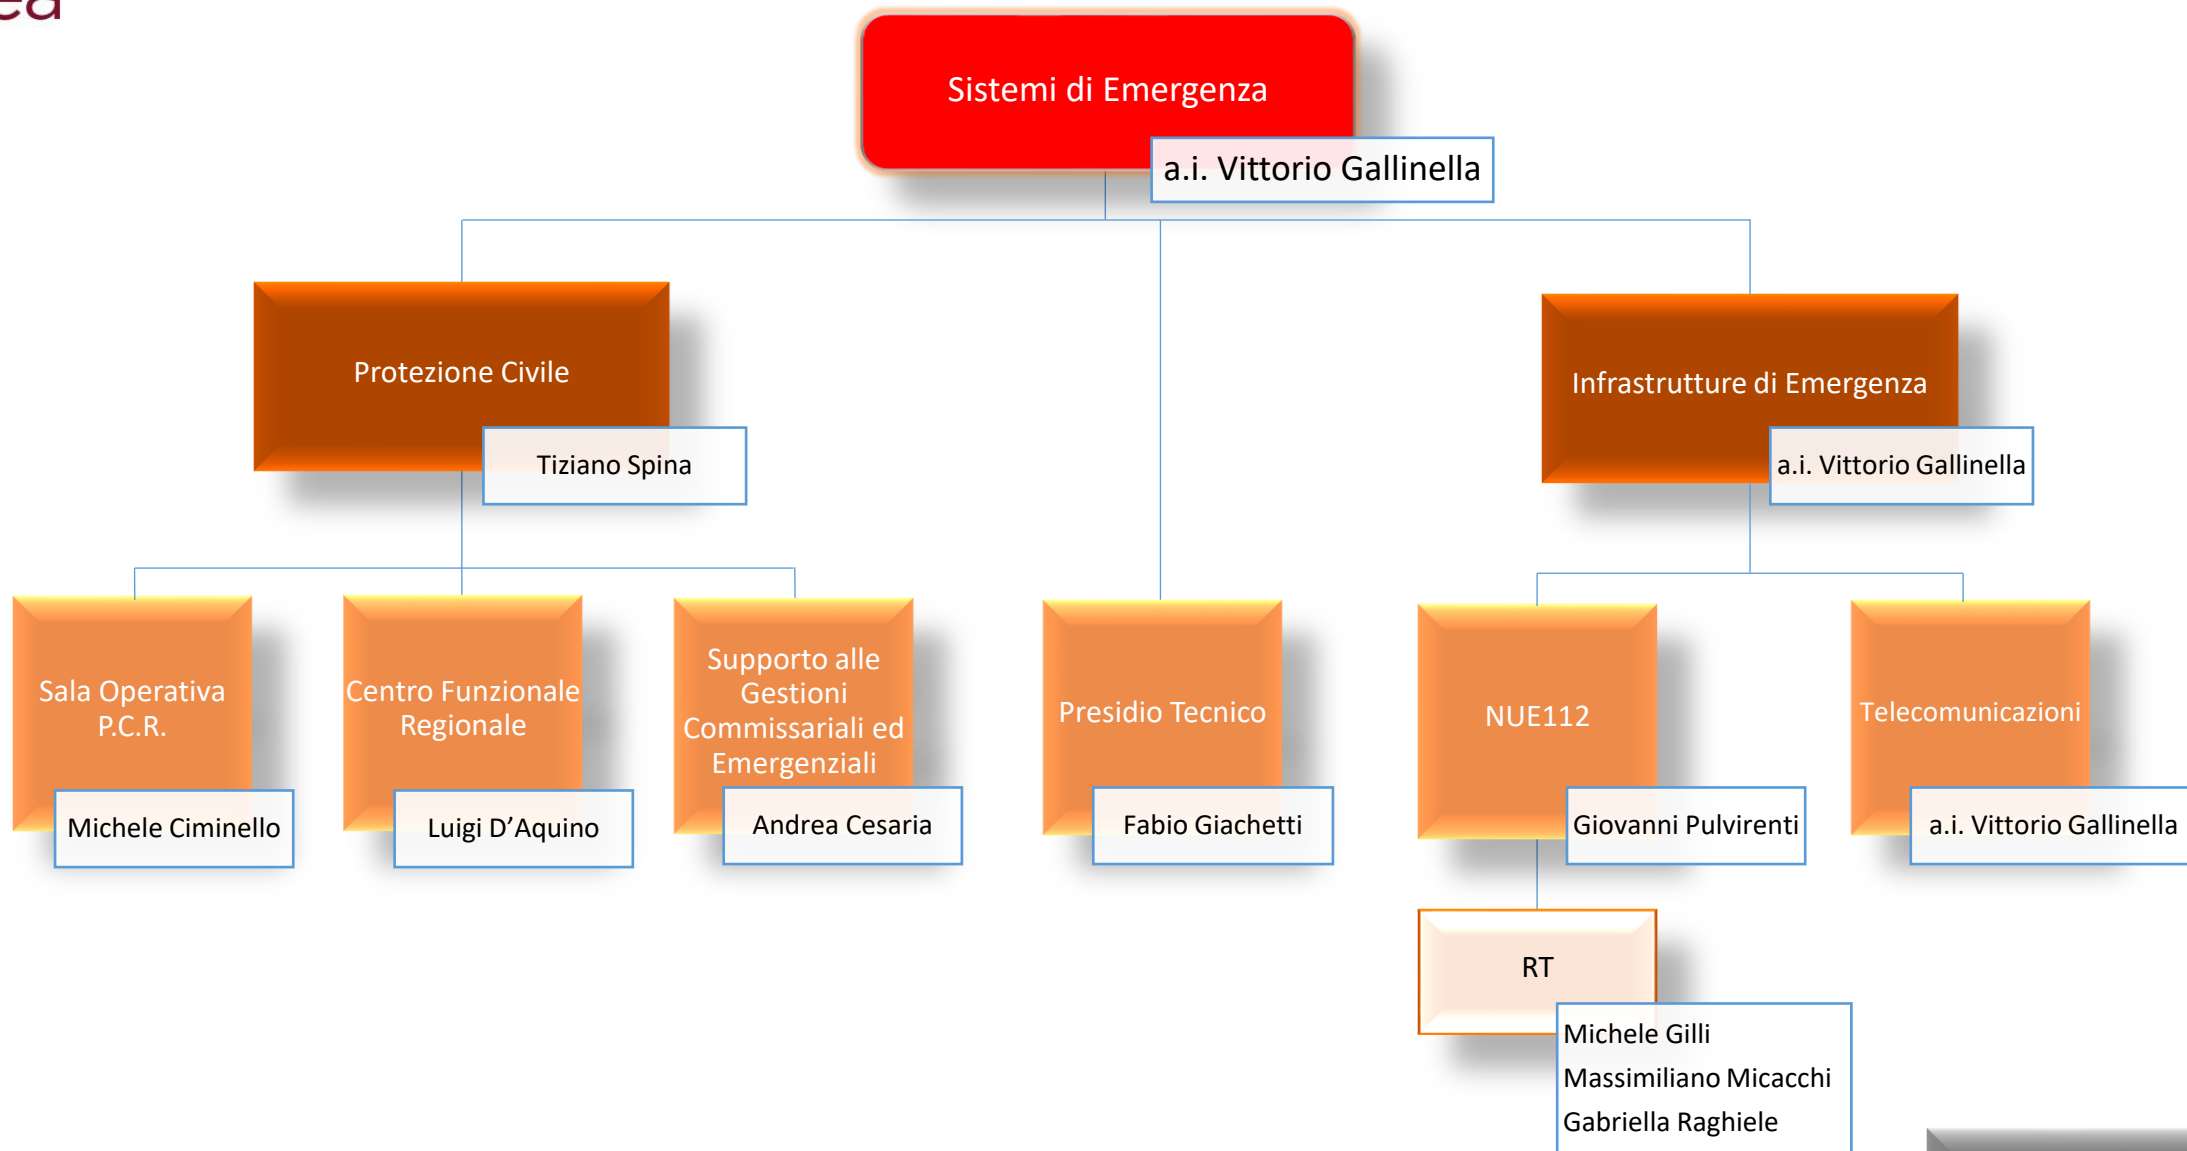 Sistemi di Emergenza
a.i. Vittorio Gallinella
Protezione Civile
Tiziano Spina
Infrastrutture di Emergenza
a.i. Vittorio Gallinella
Sala Operativa
P.C.R.
Michele Ciminello
Centro Funzionale
Regionale
Luigi D’Aquino
Supporto alle
Gestioni
Commissariali ed
Emergenziali
Andrea Cesaria
Presidio Tecnico
Fabio Giachetti
NUE112
Giovanni Pulvirenti
Telecomunicazioni
a.i. Vittorio Gallinella
RT
Michele Gilli
Massimiliano Micacchi
Gabriella Raghiele